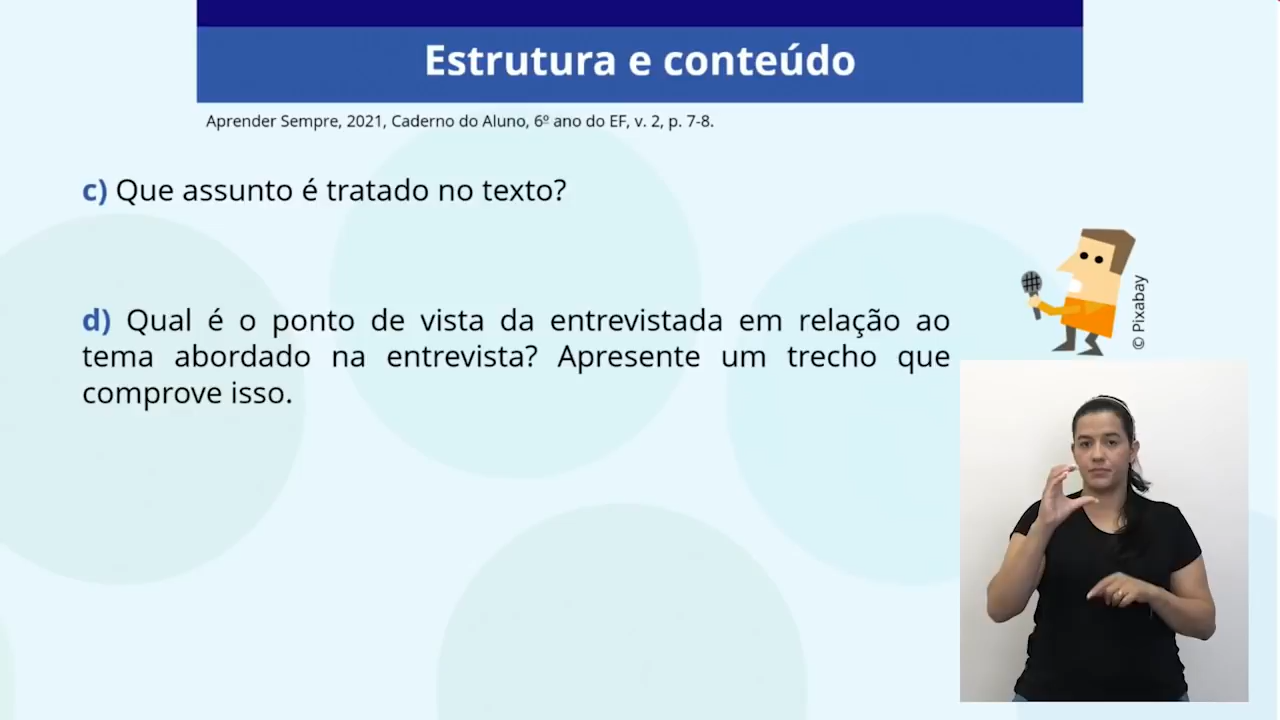 Estrutura e conteúdo
Aprender Sempre, 2021, Caderno do Aluno, 6º ano do EF, v. 2, p. 7-8.
c) Que assunto é tratado no texto?
d) Qual é o ponto de vista da entrevistada em relação ao
tema abordado na entrevista? Apresente um trecho que
comprove isso.
© Pixabay